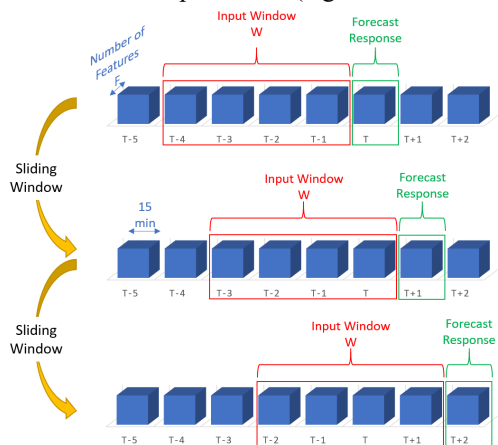 Input Window
W
Forecast
Response
Number of
Features
F
T-5 T-4 T-3 T-2 T-1 T T+1 T+2
Sliding
Window
Input Window
W
Forecast
Response
15
min
T-5 T-4 T-3 T-2 T-1 T T+1 T+2
Sliding
Window
Input Window
W
Forecast
Response
T-5 T-4 T-3 T-2 T-1 T T+1 T+2